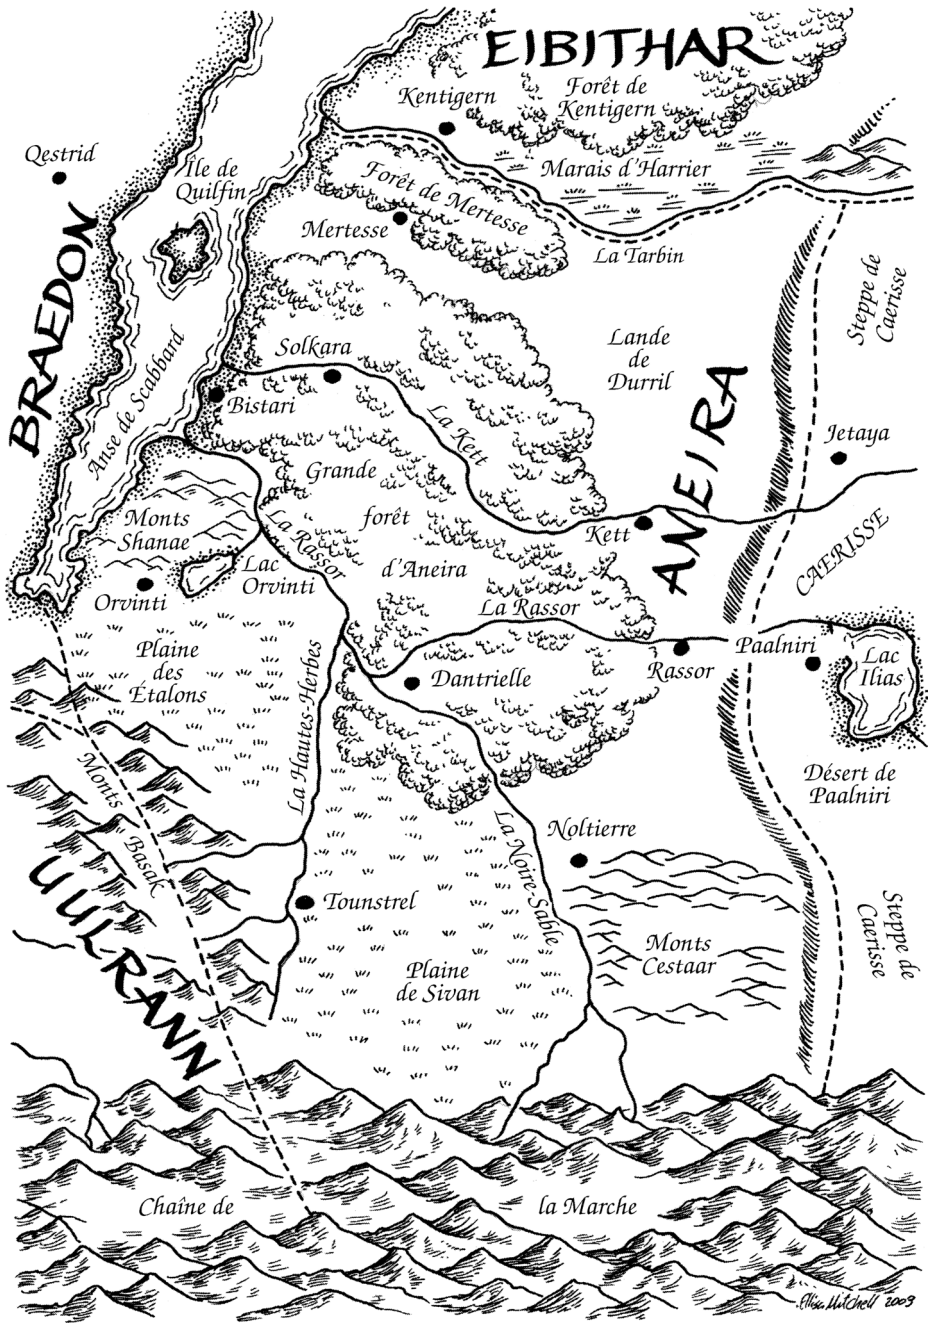 EIBITHAR
Kentigern
Forêt de
Kentigern
Qestrid
Île de
Quilfin
Marais d'Harrier
Forêt de Mertesse
Mertesse
La Tarbin
BRAEDON
Steppe de
Caerisse
Anse de Scabbard
Solkara
Lande
de
Durril
Bistari
La Kett
ANEIRA
Jetaya
Grande
forêt
d'Aneira
Monts
Shanae
La Rassor
Kett
CAERISSE
Lac
Orvinti
Orvinti
La Rassor
Plaine
des
Étalons
La Hautes-Herbes
Dantrielle
Rassor
Paalniri
Lac
Ilias
Monts
Basak
Désert de
Paalniri
La Noire-Sable
Noltierre
UULRANN
Tounstrel
Plaine
de Sivan
Monts
Cestaar
Steppe de
Caerisse
Chaîne de
la Marche
Ellisa Mitchell 2009